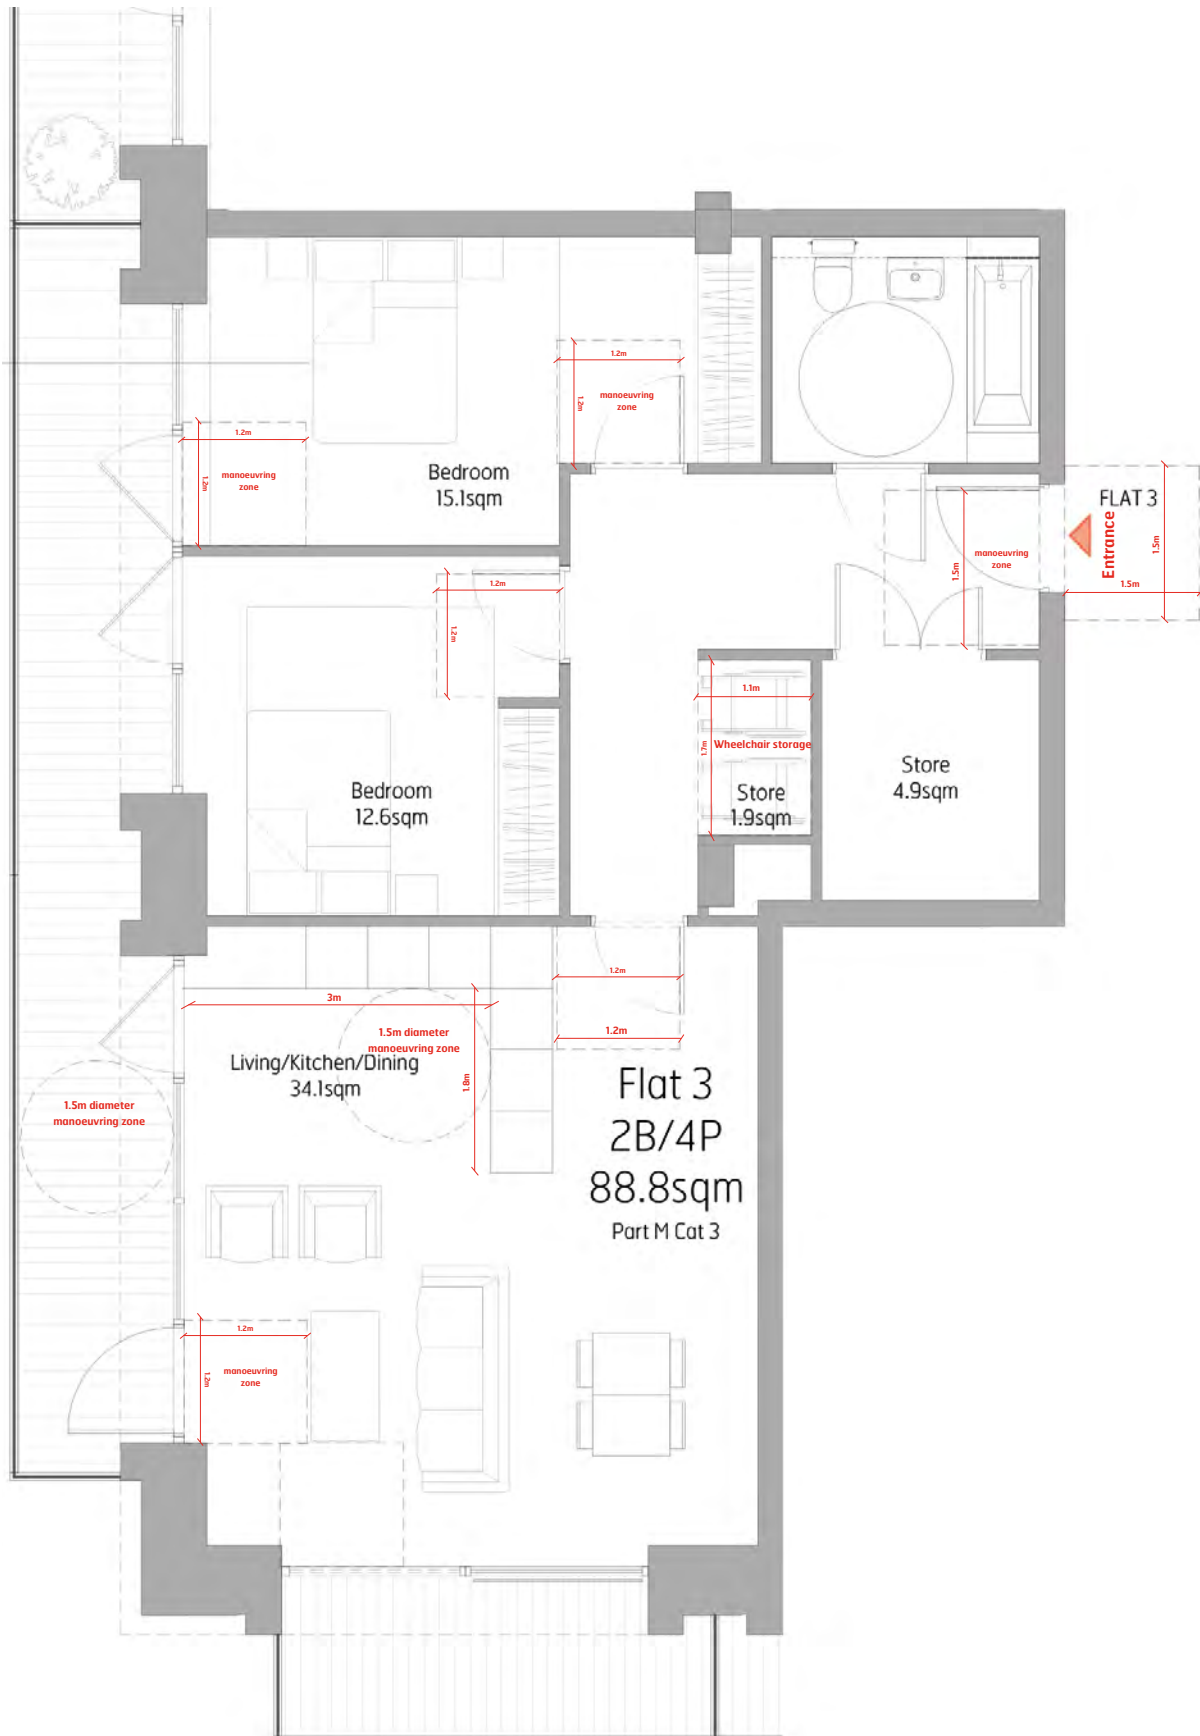 1.2m
1.2m
manoeuvring
zone
1.2m
1.2m
manoeuvring
zone
Bedroom
15.1sqm
FLAT 3
Entrance
1.5m
1.5m
1.5m
manoeuvring
zone
1.2m
1.2m
1.1m
1.7m
Wheelchair storage
Store
1.9sqm
Store
4.9sqm
Bedroom
12.6sqm
1.2m
1.2m
3m
1.8m
1.5m diameter
manoeuvring zone
Living/Kitchen/Dining
34.1sqm
1.5m diameter
manoeuvring zone
Flat 3
2B/4P
88.8sqm
Part M Cat 3
1.2m
1.2m
manoeuvring
zone